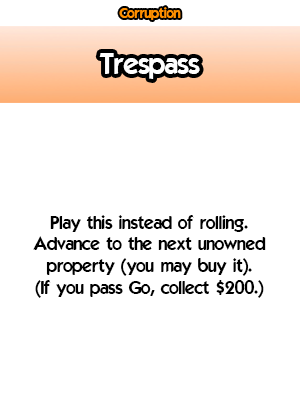 Corruption
Trespass
Play this instead of rolling.
Advance to the next unowned
property (you may buy it).
(If you pass Go, collect $200.)